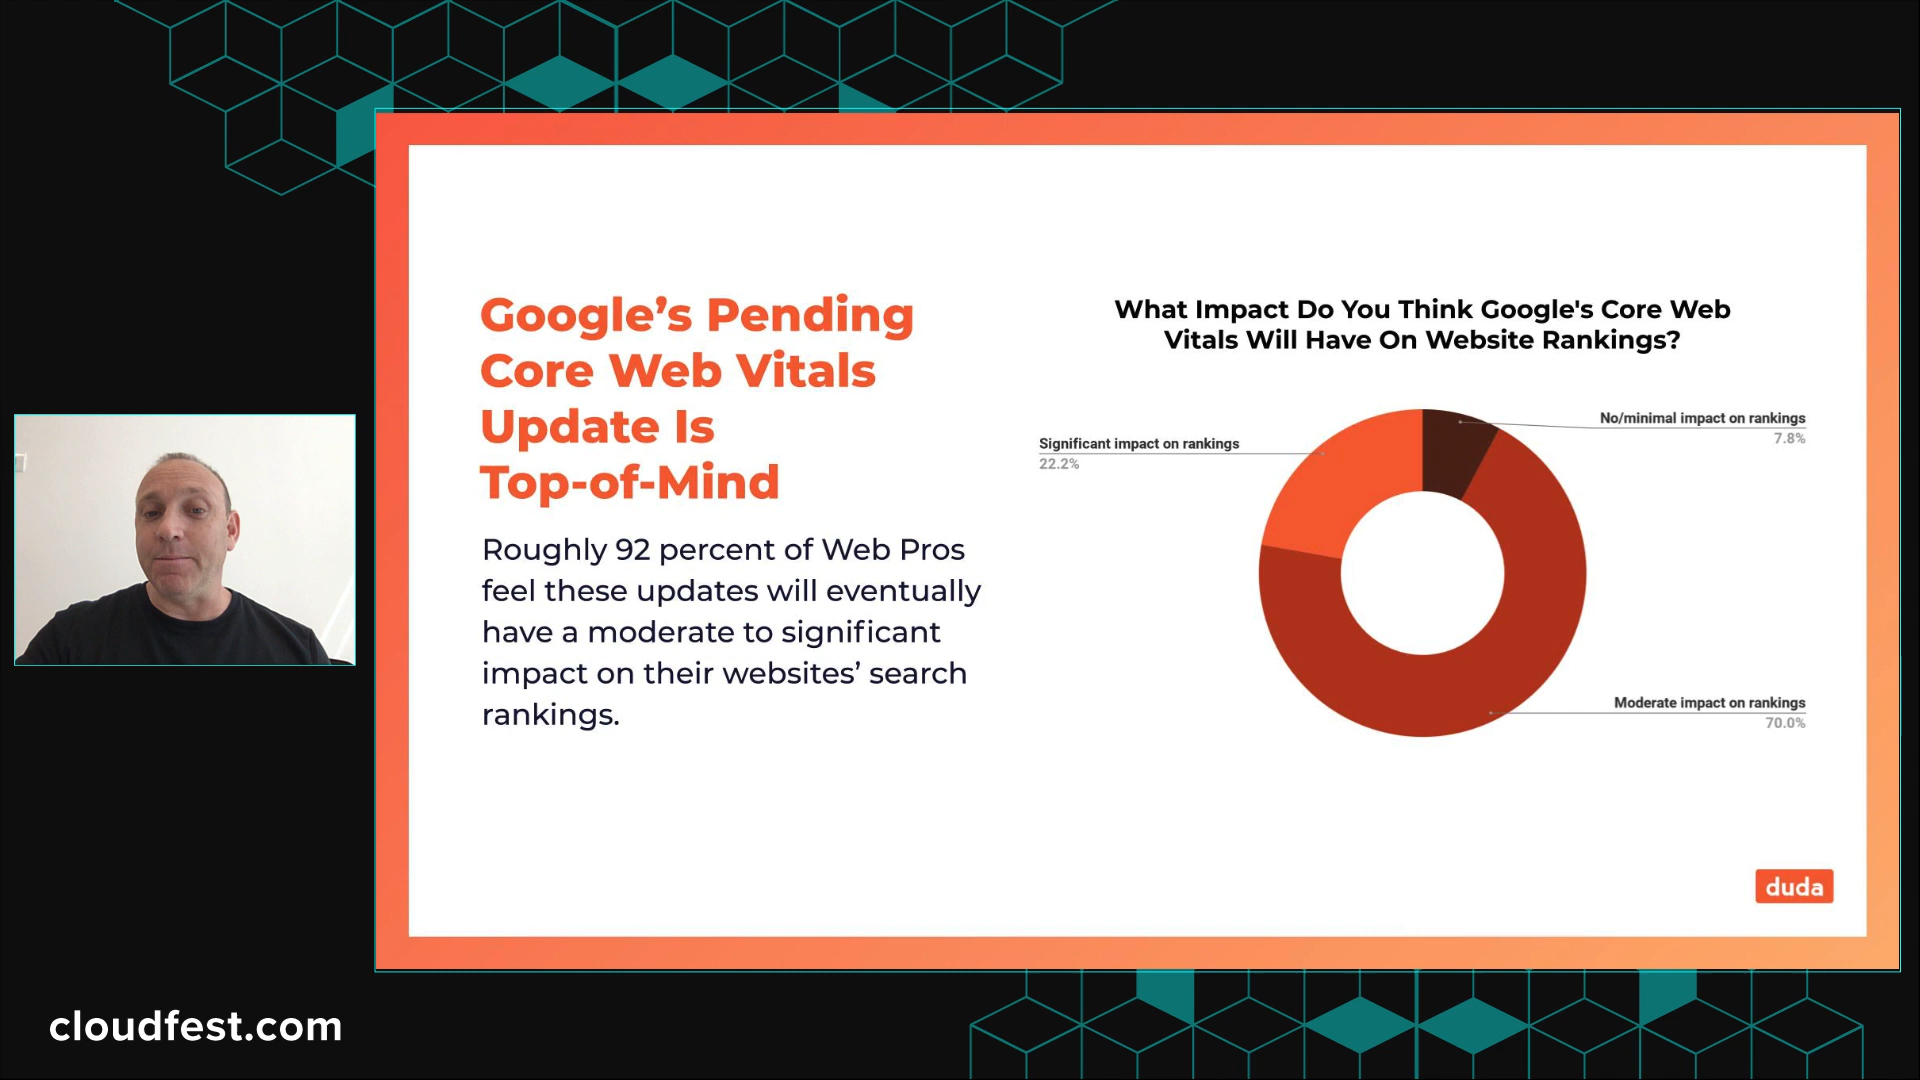 Google’s Pending
Core Web Vitals
Update Is
Top-of-Mind
Roughly 92 percent of Web Pros
feel these updates will eventually
have a moderate to significant
impact on their websites’ search
rankings.
What Impact Do You Think Google's Core Web
Vitals Will Have On Website Rankings?
No/minimal impact on rankings
7.8%
Significant impact on rankings
22.2%
Moderate impact on rankings
70.0%
duda
cloudfest.com